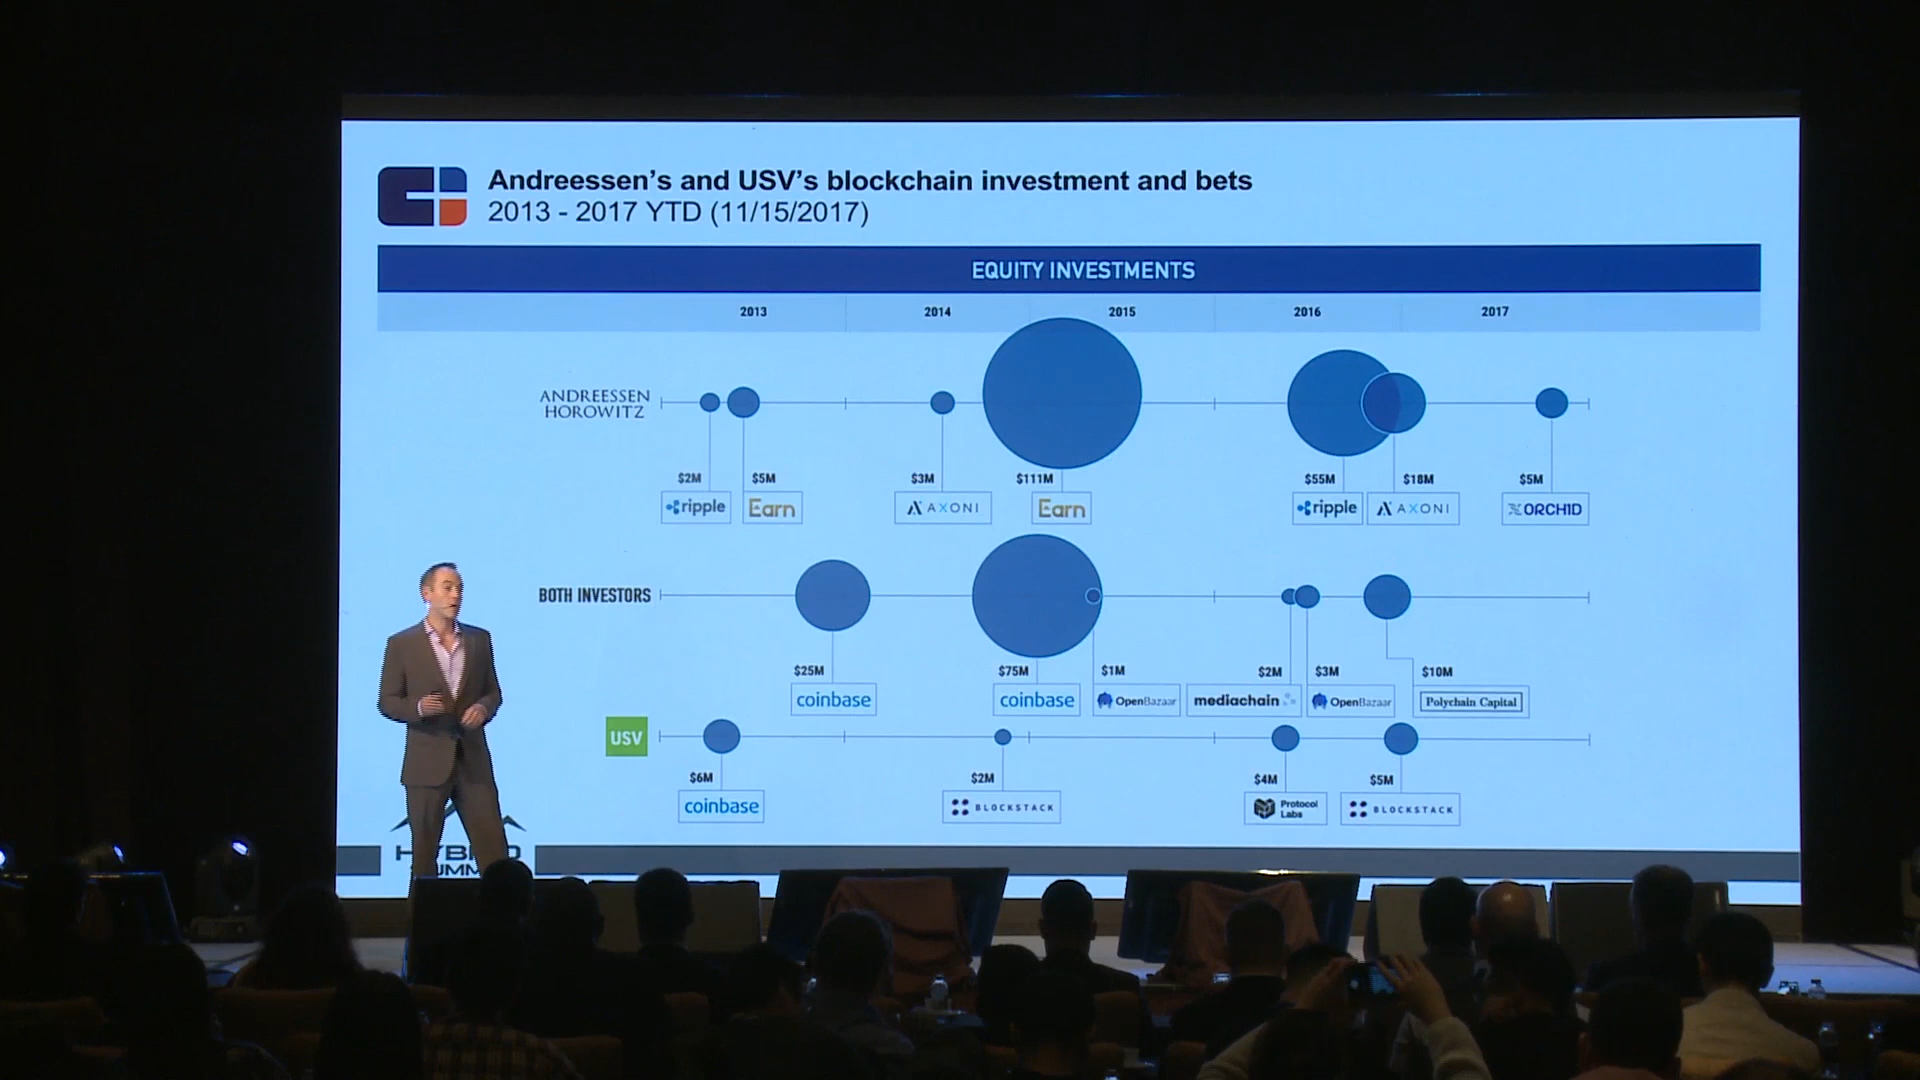 Andreessen's and USV's blockchain investment and bets
2013 - 2017 YTD (11/15/2017)
EQUITY INVESTMENTS
2013 2014 2015 2016 2017
ANDREESSEN
HOROWITZ
$2M $5M $3M $111M $55M $18M $5M
ripple Earn AXONI Earn ripple AXONI ORCHID
BOTH INVESTORS
$25M $75M $1M $2M $3M $10M
coinbase coinbase OpenBazaar mediachain OpenBazaar Polychain Capital
USV
$6M $2M $4M $5M
coinbase BLOCKSTACK Protocol Labs BLOCKSTACK